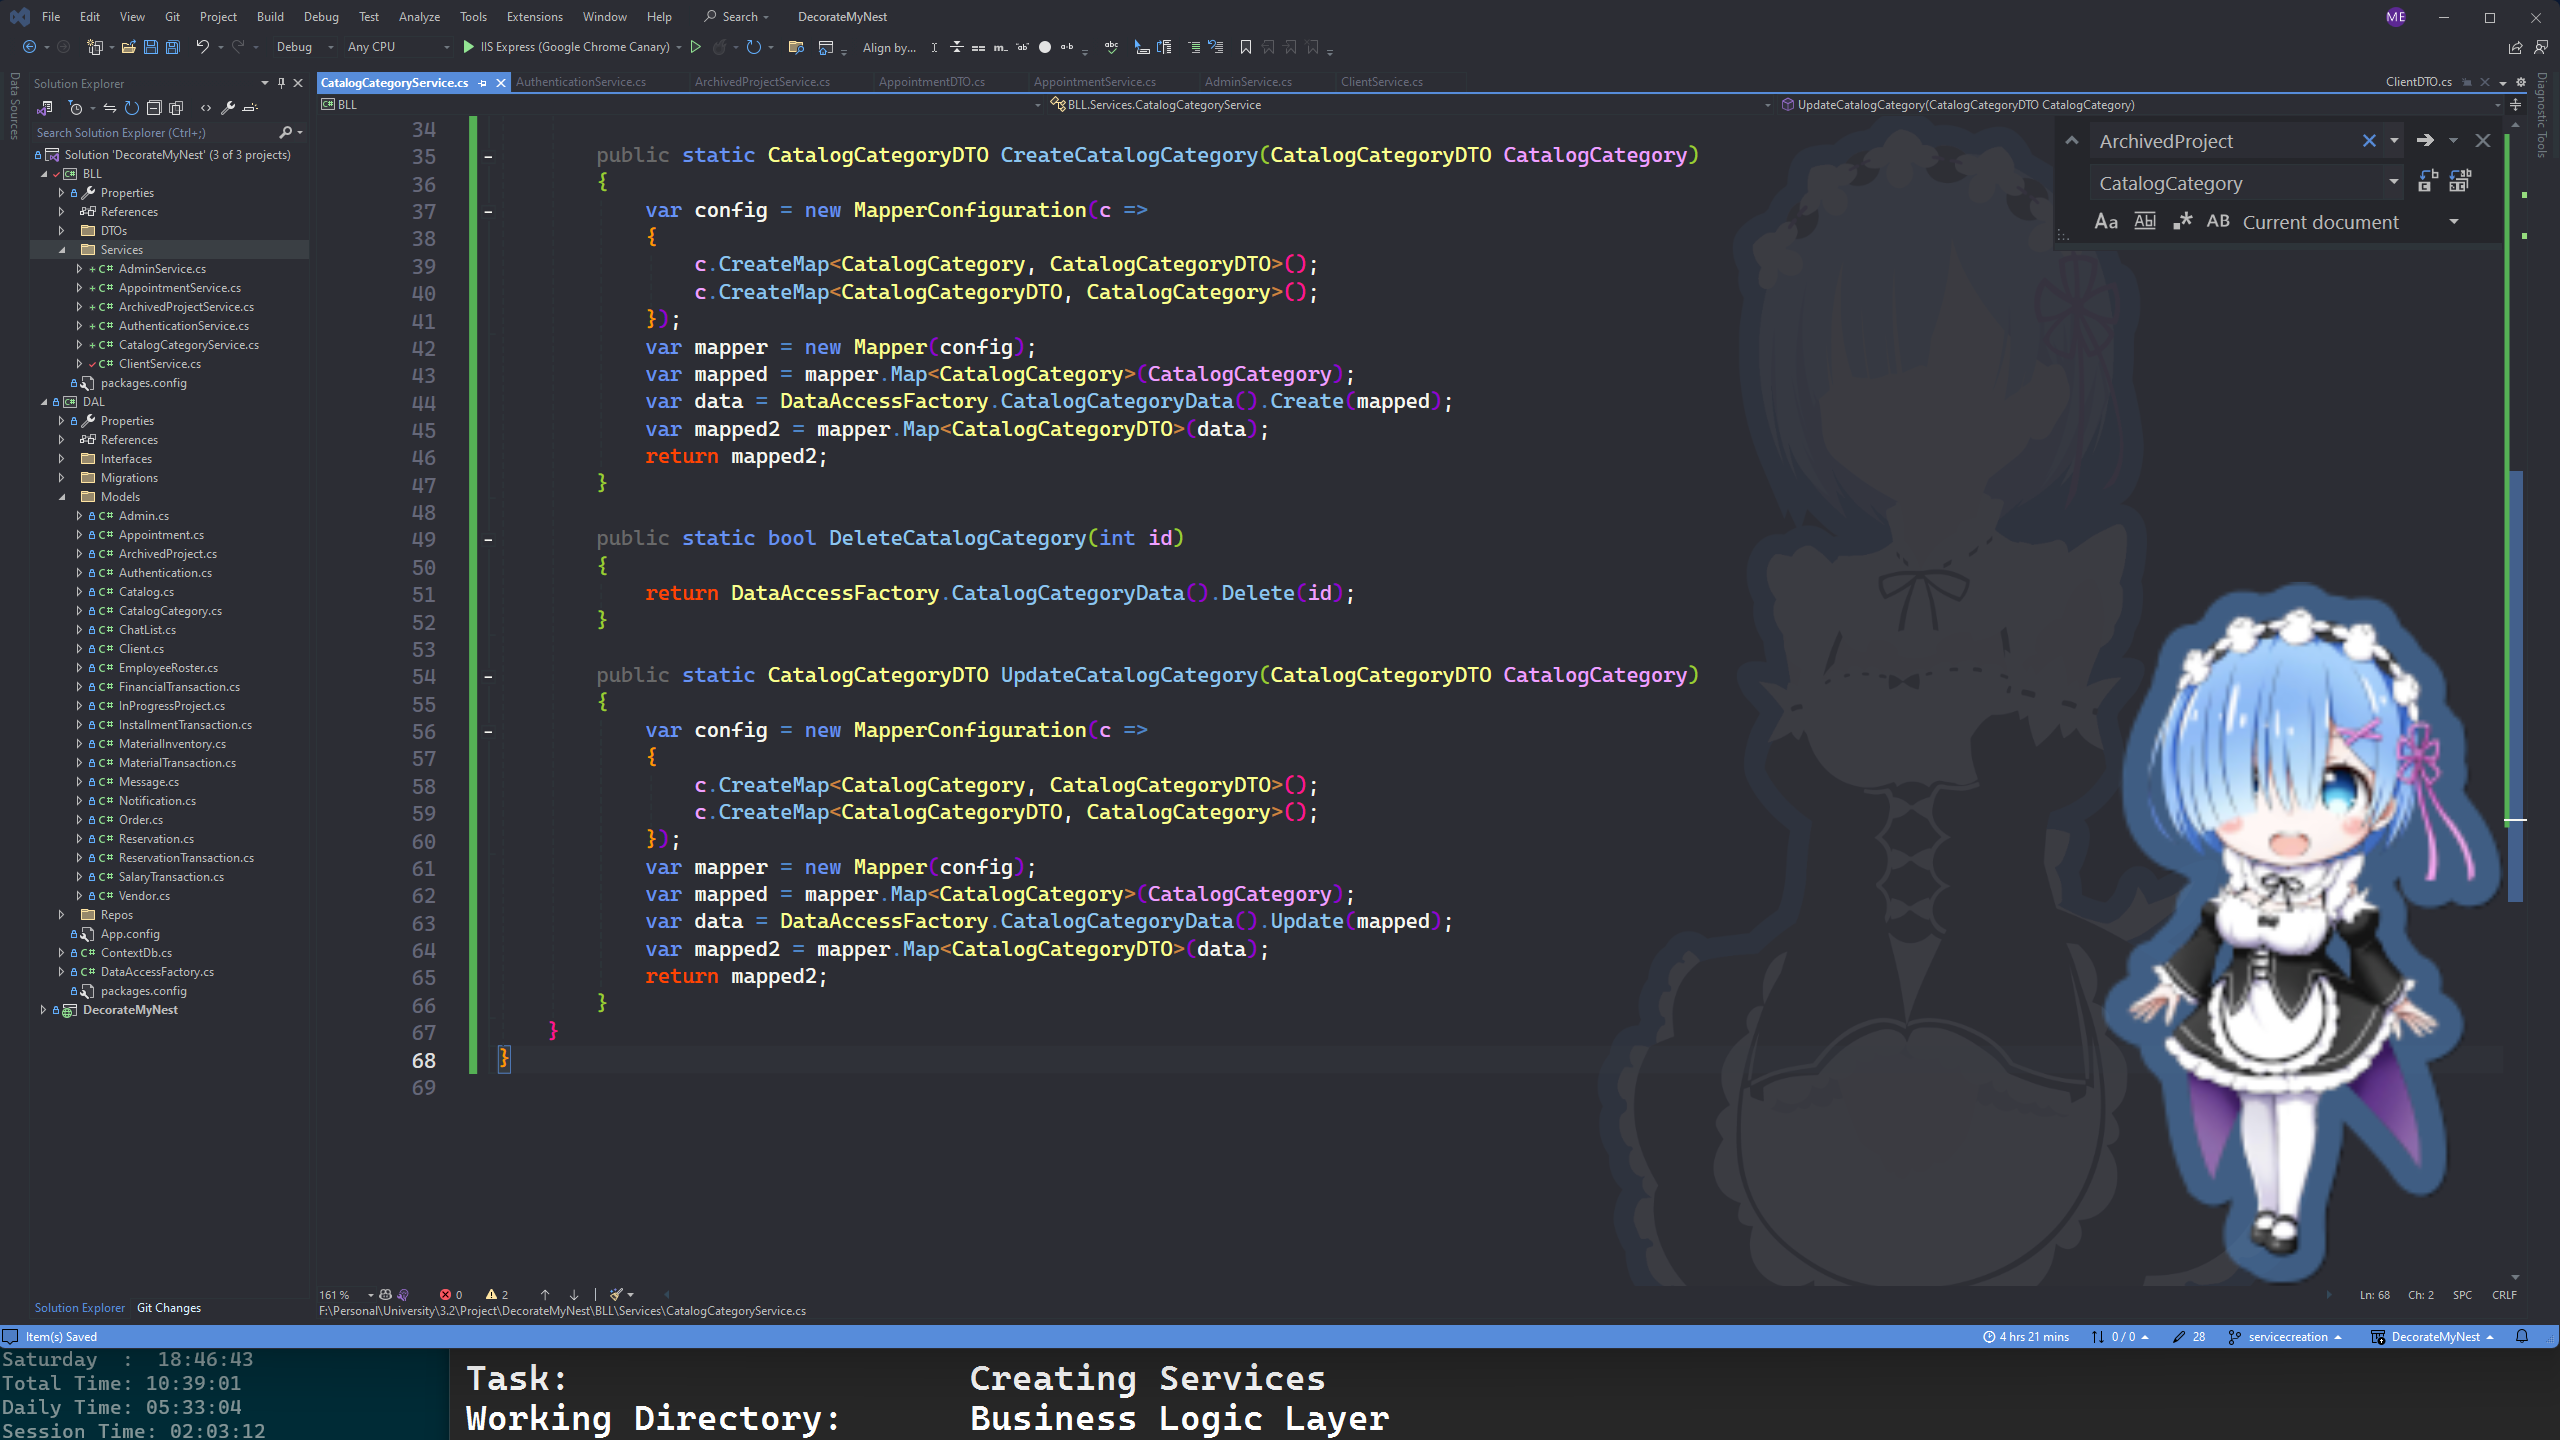 File Edit View Git Project Build Debug Test Analyze Tools Extensions Window Help Search DecorateMyNest ME
Debug Any CPU IIS Express (Google Chrome Canary) Align by...
Data Sources
Solution Explorer
Search Solution Explorer (Ctrl+;)
Solution 'DecorateMyNest' (3 of 3 projects)
BLL
Properties
References
DTOs
Services
AdminService.cs
AppointmentService.cs
ArchivedProjectService.cs
AuthenticationService.cs
CatalogCategoryService.cs
ClientService.cs
packages.config
DAL
Properties
References
Interfaces
Migrations
Models
Admin.cs
Appointment.cs
ArchivedProject.cs
Authentication.cs
Catalog.cs
CatalogCategory.cs
ChatList.cs
Client.cs
EmployeeRoster.cs
FinancialTransaction.cs
InProgressProject.cs
InstallmentTransaction.cs
MaterialInventory.cs
MaterialTransaction.cs
Message.cs
Notification.cs
Order.cs
Reservation.cs
ReservationTransaction.cs
SalaryTransaction.cs
Vendor.cs
Repos
App.config
ContextDb.cs
DataAccessFactory.cs
packages.config
DecorateMyNest
Solution Explorer Git Changes
CatalogCategoryService.cs AuthenticationService.cs ArchivedProjectService.cs AppointmentDTO.cs AppointmentService.cs AdminService.cs ClientService.cs ClientDTO.cs
BLL BLL.Services.CatalogCategoryService UpdateCatalogCategory(CatalogCategoryDTO CatalogCategory)
34
35 public static CatalogCategoryDTO CreateCatalogCategory(CatalogCategoryDTO CatalogCategory)
36 {
37 var config = new MapperConfiguration(c =>
38 {
39 c.CreateMap<CatalogCategory, CatalogCategoryDTO>();
40 c.CreateMap<CatalogCategoryDTO, CatalogCategory>();
41 });
42 var mapper = new Mapper(config);
43 var mapped = mapper.Map<CatalogCategory>(CatalogCategory);
44 var data = DataAccessFactory.CatalogCategoryData().Create(mapped);
45 var mapped2 = mapper.Map<CatalogCategoryDTO>(data);
46 return mapped2;
47 }
48
49 public static bool DeleteCatalogCategory(int id)
50 {
51 return DataAccessFactory.CatalogCategoryData().Delete(id);
52 }
53
54 public static CatalogCategoryDTO UpdateCatalogCategory(CatalogCategoryDTO CatalogCategory)
55 {
56 var config = new MapperConfiguration(c =>
57 {
58 c.CreateMap<CatalogCategory, CatalogCategoryDTO>();
59 c.CreateMap<CatalogCategoryDTO, CatalogCategory>();
60 });
61 var mapper = new Mapper(config);
62 var mapped = mapper.Map<CatalogCategory>(CatalogCategory);
63 var data = DataAccessFactory.CatalogCategoryData().Update(mapped);
64 var mapped2 = mapper.Map<CatalogCategoryDTO>(data);
65 return mapped2;
66 }
67 }
68 }
69
ArchivedProject
CatalogCategory
Aa Abl .* AB Current document
Diagnostic Tools
161 % 0 2 Ln: 68 Ch: 2 SPC CRLF
F:\Personal\University\3.2\Project\DecorateMyNest\BLL\Services\CatalogCategoryService.cs
Item(s) Saved 4 hrs 21 mins 0 / 0 28 servicecreation DecorateMyNest
Saturday : 18:46:43
Total Time: 10:39:01
Daily Time: 05:33:04
Session Time: 02:03:12
Task: Creating Services
Working Directory: Business Logic Layer